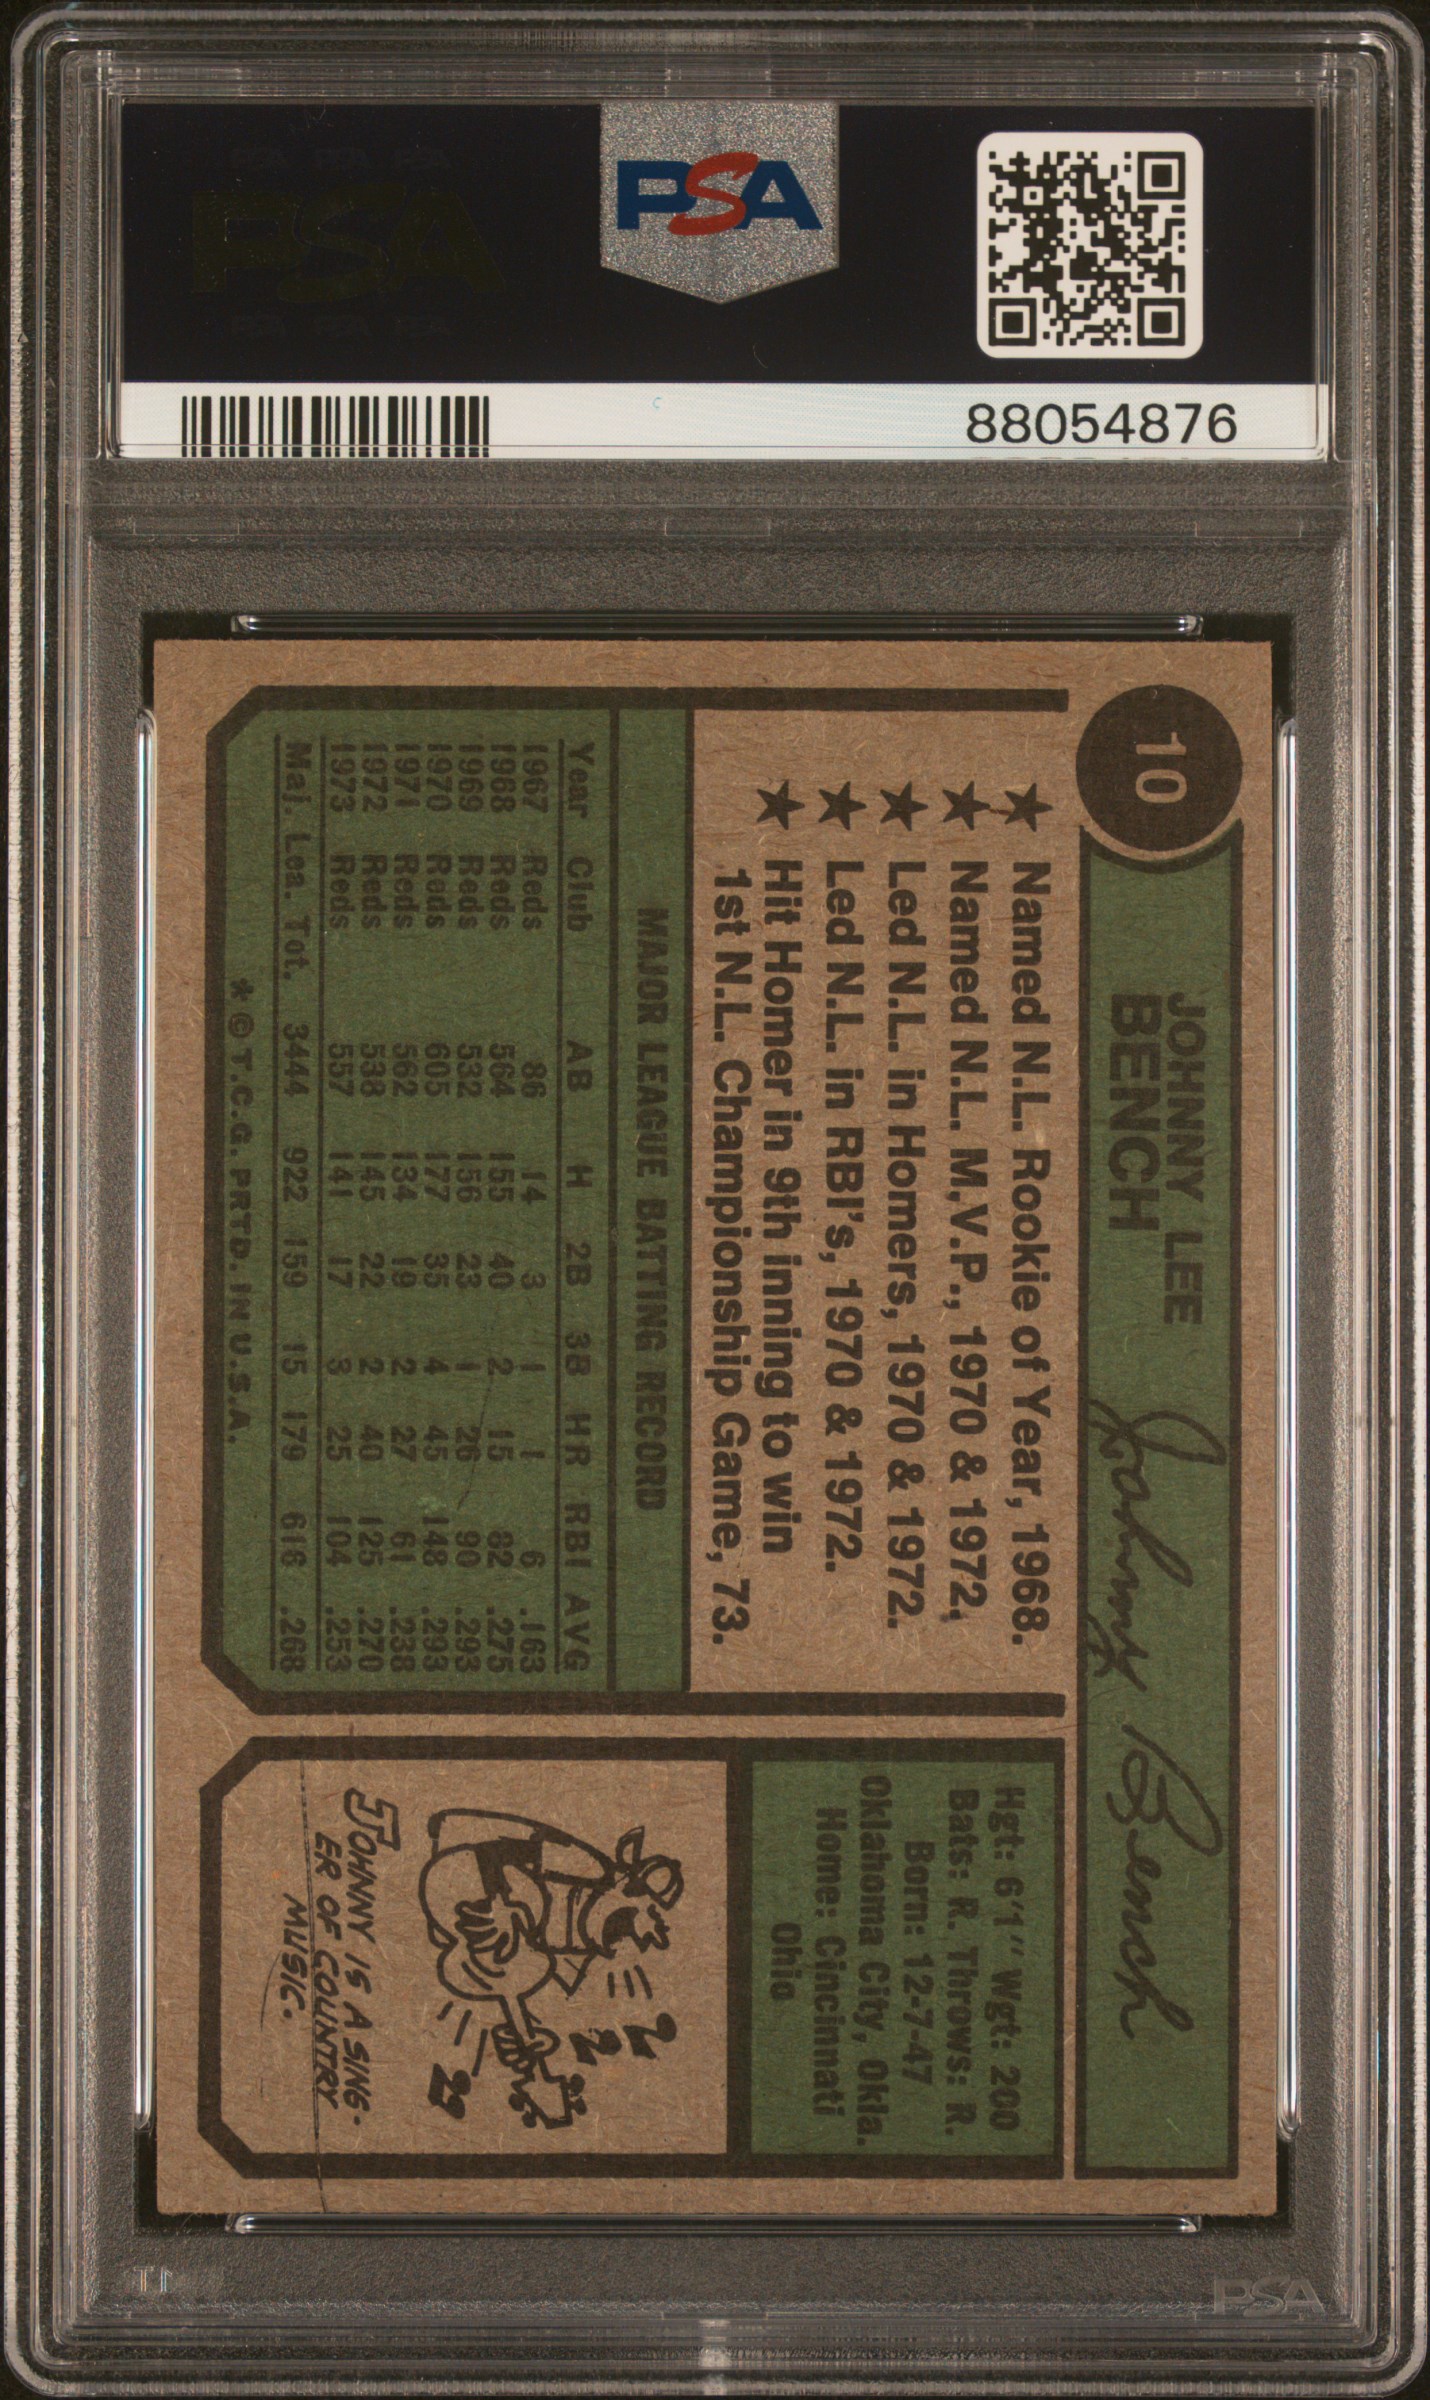 PSA
PSA
88054876
10
JOHNNY LEE
BENCH
Johnny Bench
★ Named N.L. Rookie of Year, 1968.
★ Named N.L. M.V.P., 1970 & 1972.
★ Led N.L. in Homers, 1970 & 1972.
★ Led N.L. in RBI's, 1970 & 1972.
★ Hit Homer in 9th inning to win
1st N.L. Championship Game, 73.
MAJOR LEAGUE BATTING RECORD
Year Club AB H 2B 3B HR RBI AVG
1967 Reds 86 14 3 1 1 6 .163
1968 Reds 564 155 40 2 15 82 .275
1969 Reds 532 156 23 1 26 90 .293
1970 Reds 605 177 35 4 45 148 .293
1971 Reds 562 134 19 2 27 61 .238
1972 Reds 538 145 22 2 40 125 .270
1973 Reds 557 141 17 3 25 104 .253
Maj. Lea. Tot. 3444 922 159 15 179 616 .268
* © T.C.G. PRTD. IN U.S.A.
Hgt: 6'1" Wgt: 200
Bats: R. Throws: R.
Born: 12-7-47
Oklahoma City, Okla.
Home: Cincinnati
Ohio
JOHNNY IS A SING-
ER OF COUNTRY
MUSIC.
PSA